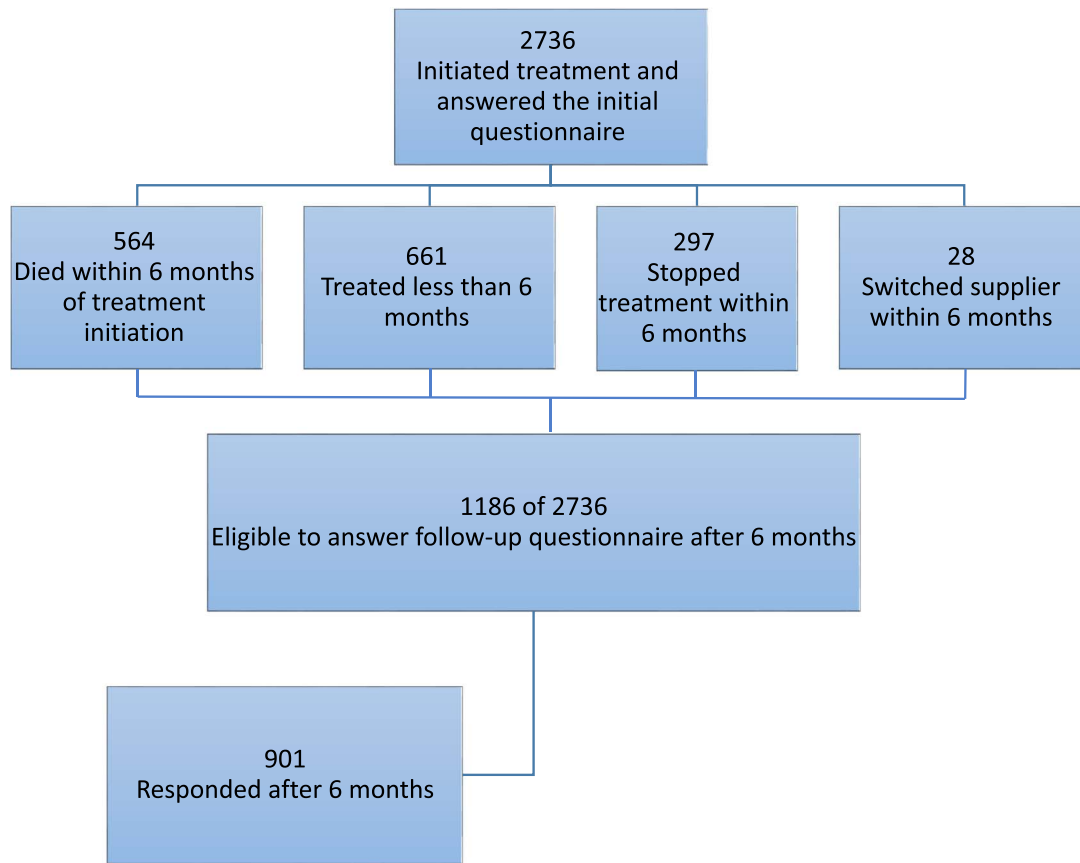 2736
Initiated treatment and
answered the initial
questionnaire
564
Died within 6 months
of treatment
initiation
661
Treated less than 6
months
297
Stopped
treatment within
6 months
28
Switched supplier
within 6 months
1186 of 2736
Eligible to answer follow-up questionnaire after 6 months
901
Responded after 6 months